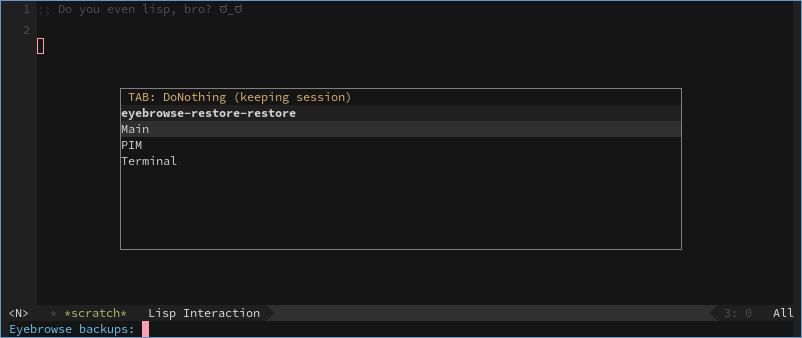 1 ;; Do you even lisp, bro? ಠ_ಠ
2
TAB: DoNothing (keeping session)
eyebrowse-restore-restore
Main
PIM
Terminal
<N> * *scratch* Lisp Interaction 3: 0 All
Eyebrowse backups: